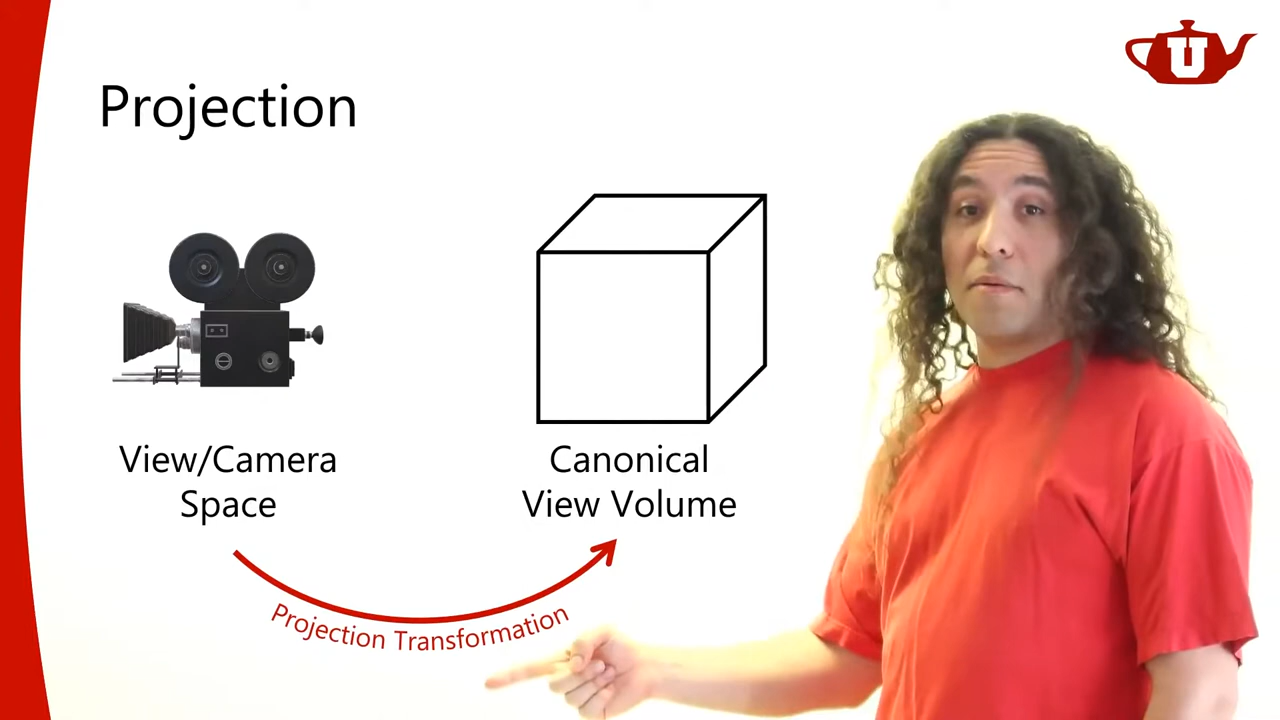 U
Projection
View/Camera
Space
Canonical
View Volume
Projection Transformation